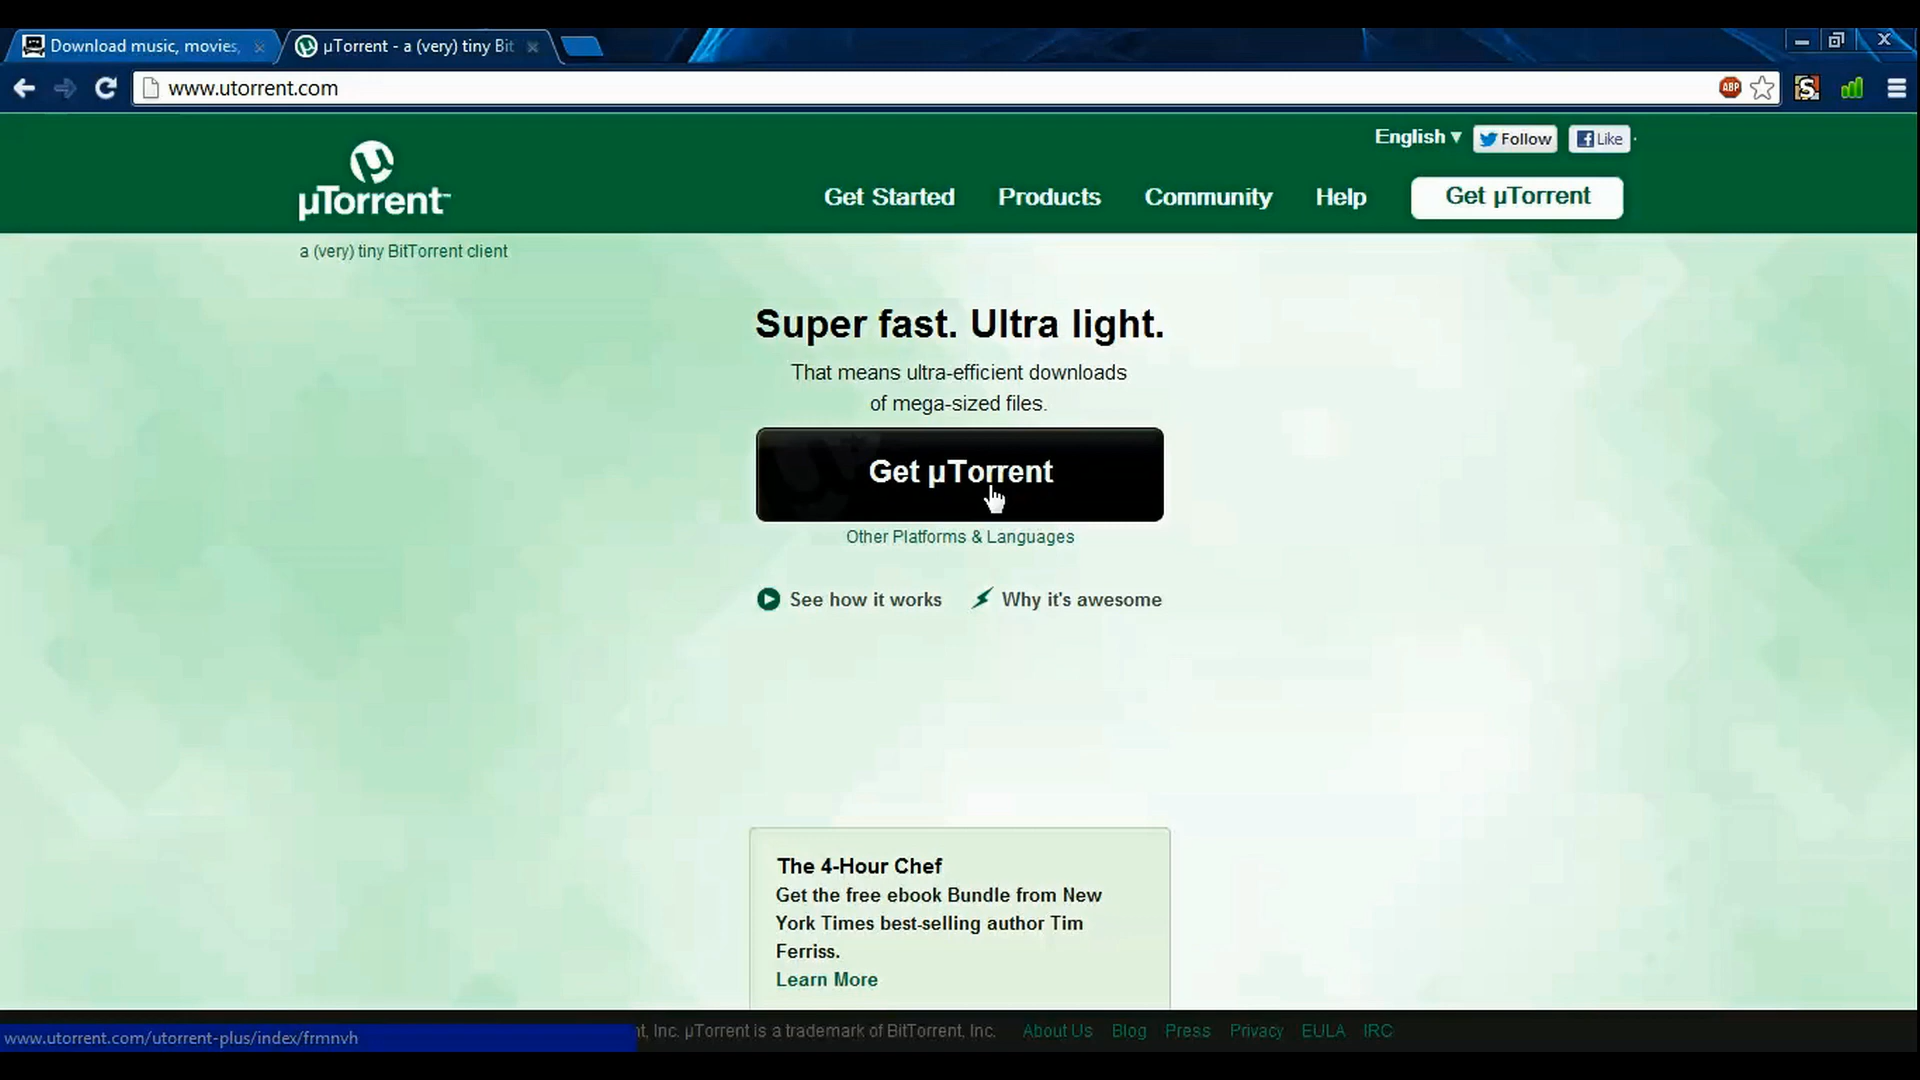 Download music, movies,
µTorrent - a (very) tiny Bit
www.utorrent.com
ABP
S
English ▾
Follow
Like
µTorrent™
Get Started
Products
Community
Help
Get µTorrent
a (very) tiny BitTorrent client
Super fast. Ultra light.
That means ultra-efficient downloads
of mega-sized files.
Get µTorrent
Other Platforms & Languages
See how it works
Why it's awesome
The 4-Hour Chef
Get the free ebook Bundle from New
York Times best-selling author Tim
Ferriss.
Learn More
Inc. µTorrent is a trademark of BitTorrent, Inc.
About Us
Blog
Press
Privacy
EULA
IRC
www.utorrent.com/utorrent-plus/index/frmnvh